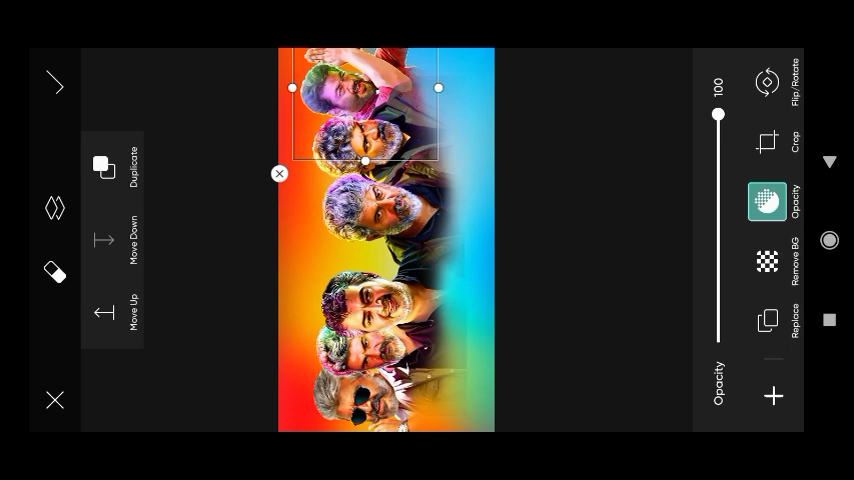 Duplicate
Move Down
Move Up
Opacity
100
Flip/Rotate
Crop
Opacity
Remove BG
Replace